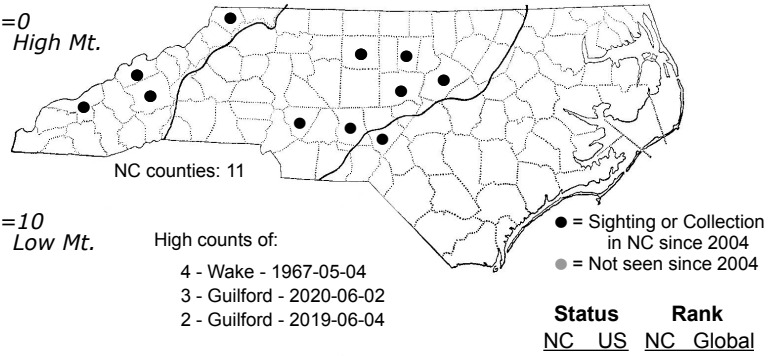 =0
High Mt.
NC counties: 11
=10
Low Mt.
High counts of:
4 - Wake - 1967-05-04
3 - Guilford - 2020-06-02
2 - Guilford - 2019-06-04
= Sighting or Collection
in NC since 2004
= Not seen since 2004
Status Rank
NC US NC Global